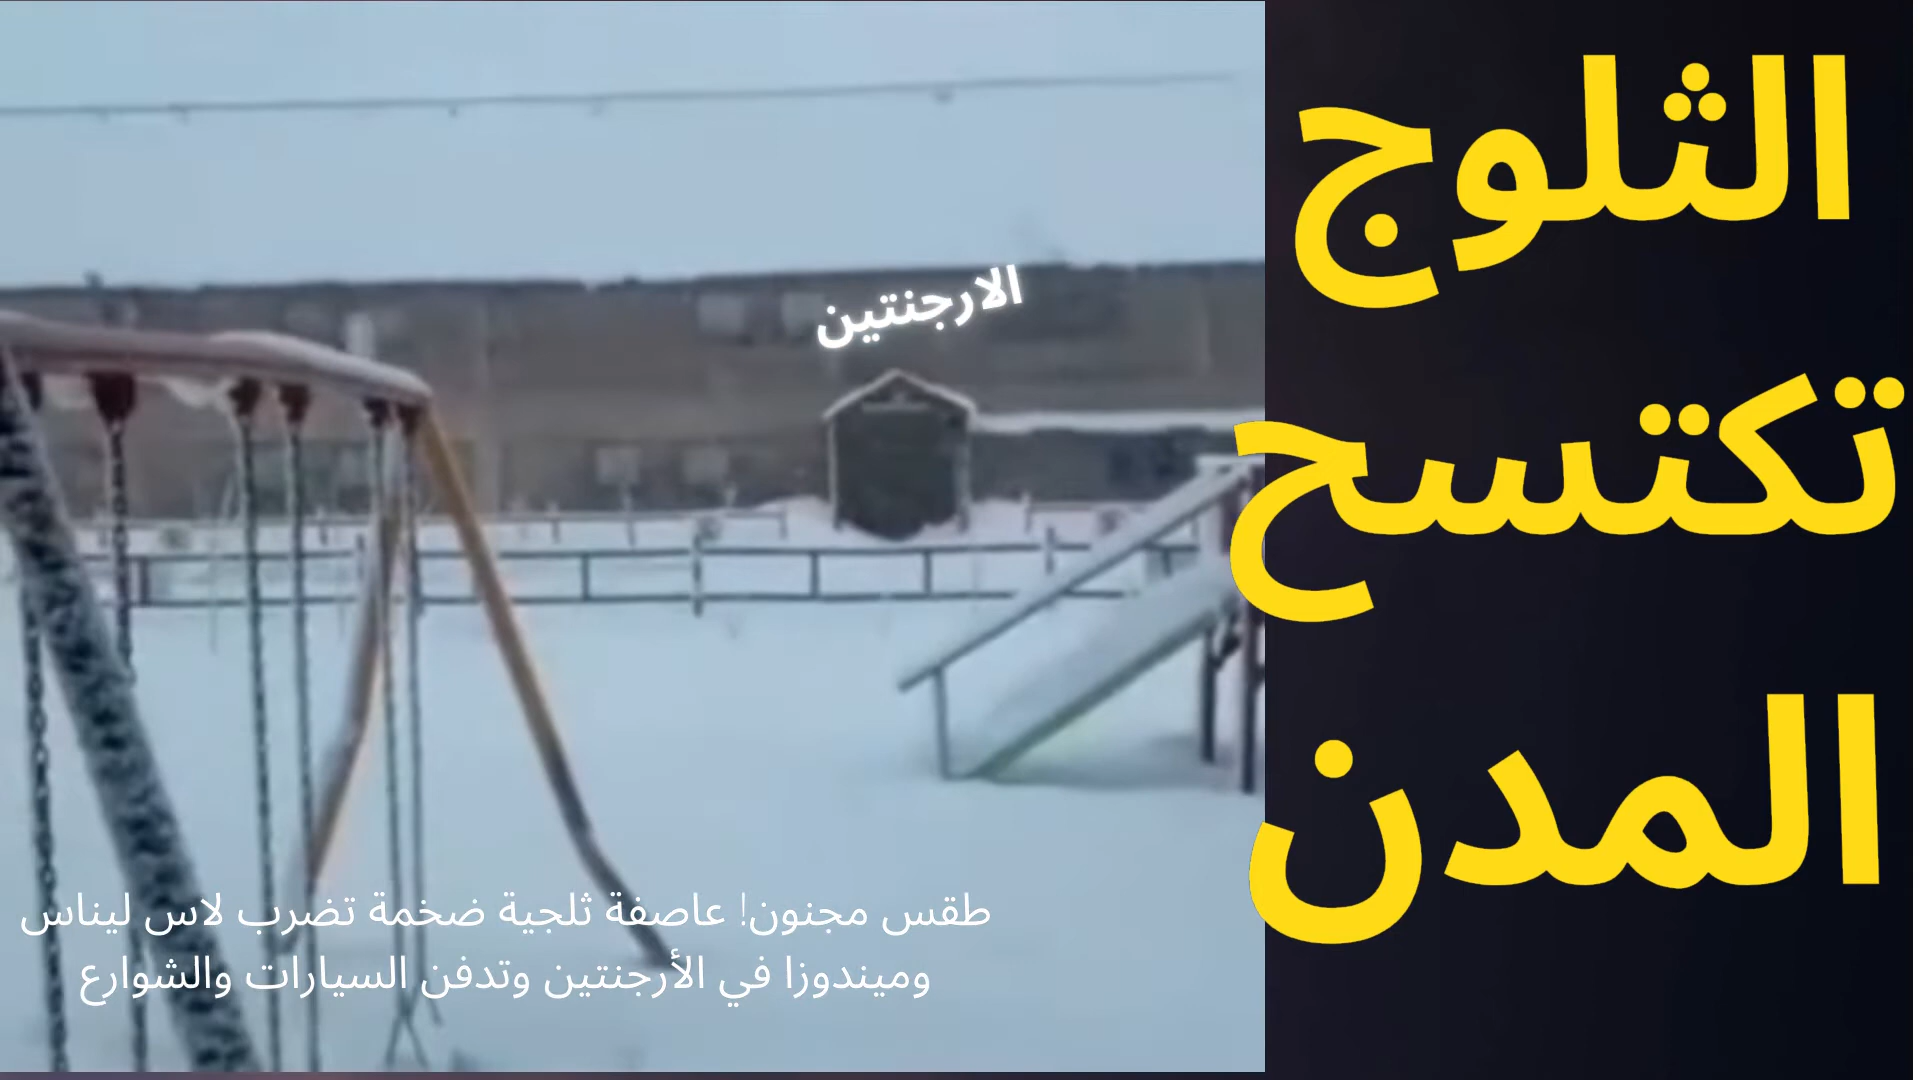 الثلوج
تكتسح
المدن
الارجنتين
طقس مجنون! عاصفة ثلجية ضخمة تضرب لاس ليناس
وميندوزا في الأرجنتين وتدفن السيارات والشوارع